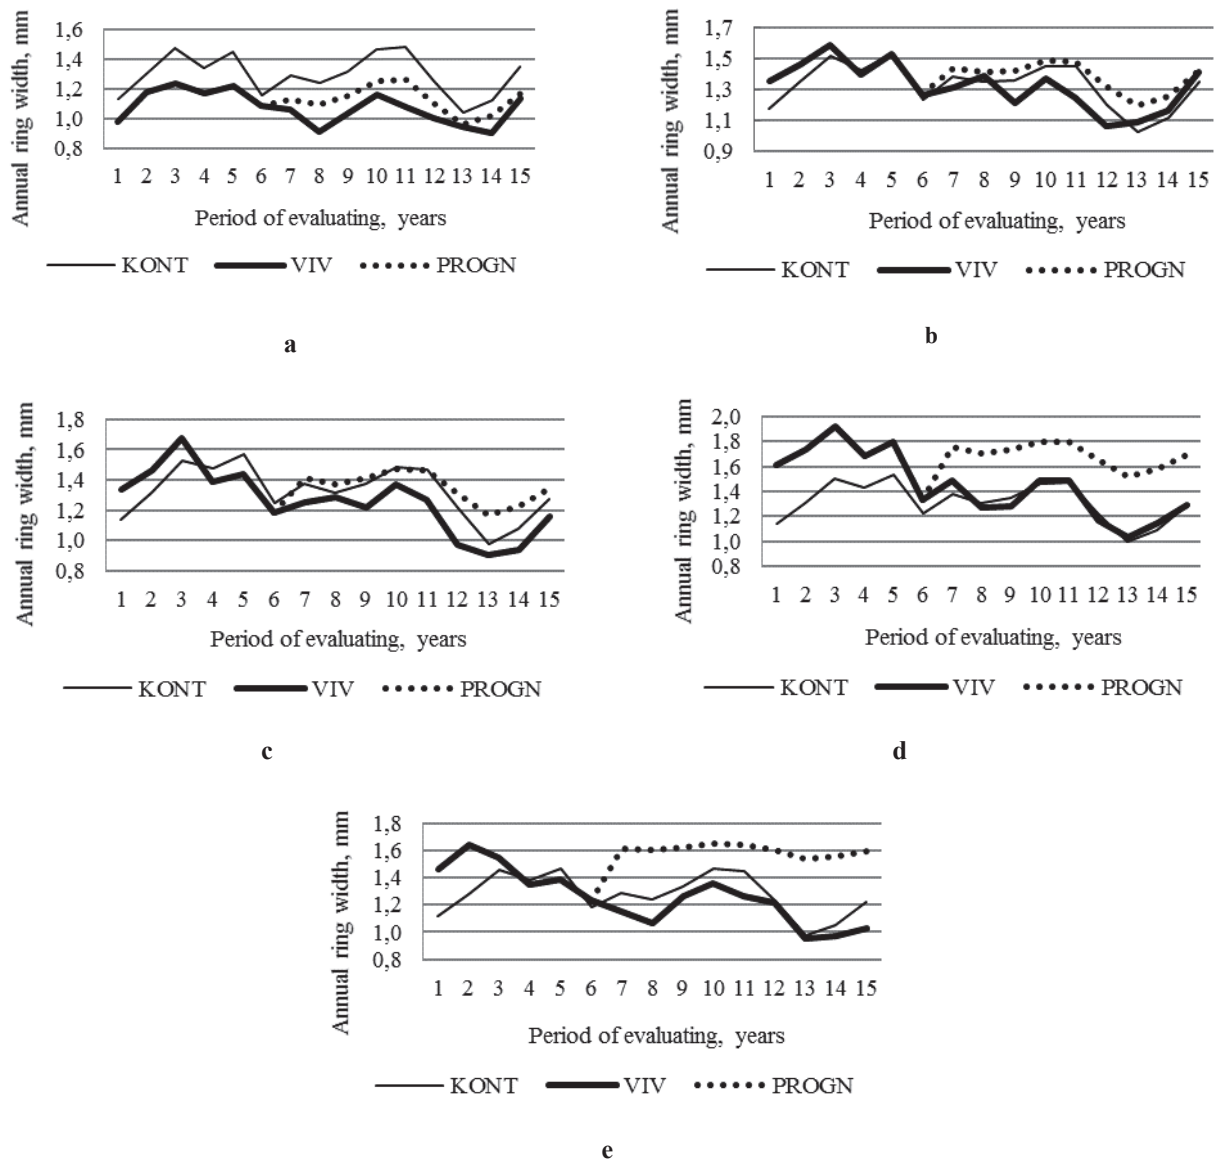 Annual ring width, mm
1,6
1,4
1,2
1,0
0,8
1 2 3 4 5 6 7 8 9 10 11 12 13 14 15
Period of evaluating, years
KONT VIV PROGN
a
Annual ring width, mm
1,7
1,5
1,3
1,1
0,9
1 2 3 4 5 6 7 8 9 10 11 12 13 14 15
Period of evaluating, years
KONT VIV PROGN
b
Annual ring width, mm
1,8
1,6
1,4
1,2
1,0
0,8
1 2 3 4 5 6 7 8 9 10 11 12 13 14 15
Period of evaluating, years
KONT VIV PROGN
c
Annual ring width, mm
2,0
1,8
1,6
1,4
1,2
1,0
0,8
1 2 3 4 5 6 7 8 9 10 11 12 13 14 15
Period of evaluating, years
KONT VIV PROGN
d
Annual ring width, mm
1,8
1,6
1,4
1,2
1,0
0,8
1 2 3 4 5 6 7 8 9 10 11 12 13 14 15
Period of evaluating, years
KONT VIV PROGN
e